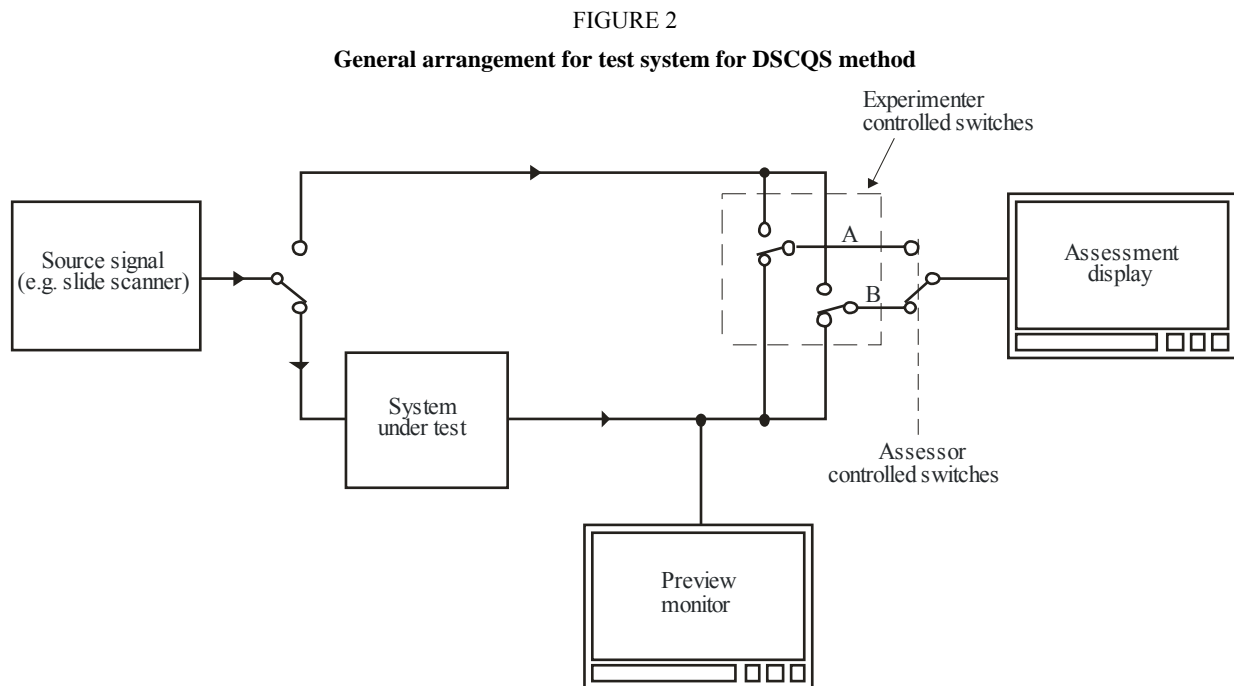 FIGURE 2
General arrangement for test system for DSCQS method
Experimenter
controlled switches
Source signal
(e.g. slide scanner)
A
B
Assessment
display
System
under test
Assessor
controlled switches
Preview
monitor